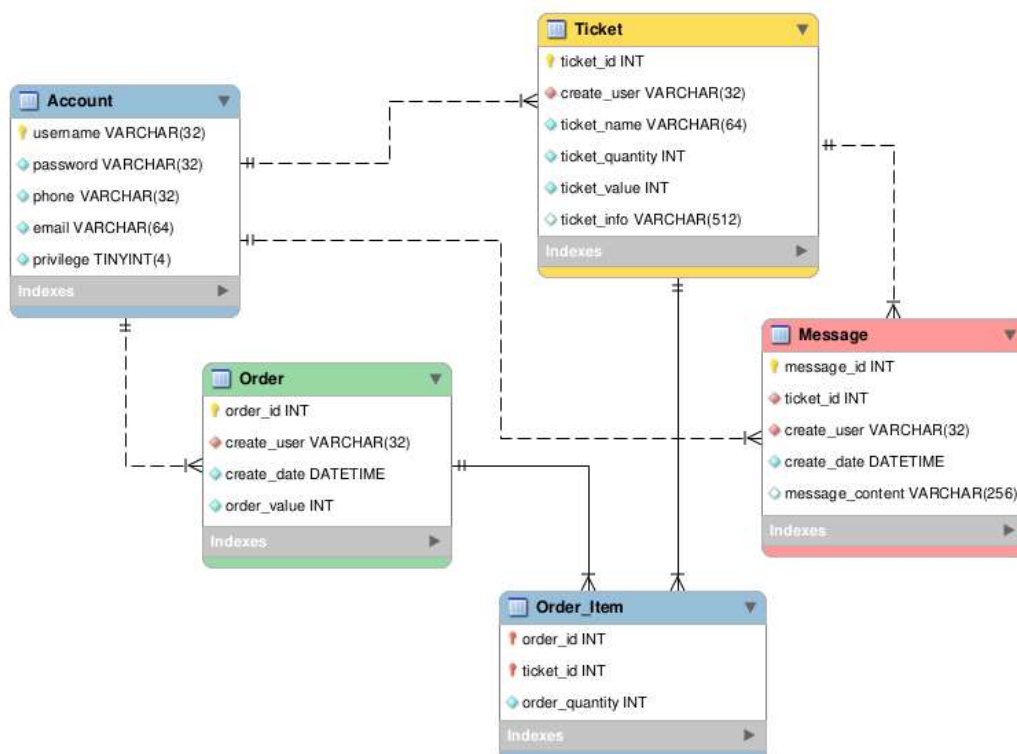 Ticket
ticket_id INT
create_user VARCHAR(32)
ticket_name VARCHAR(64)
ticket_quantity INT
ticket_value INT
ticket_info VARCHAR(512)
Indexes
Account
username VARCHAR(32)
password VARCHAR(32)
phone VARCHAR(32)
email VARCHAR(64)
privilege TINYINT(4)
Indexes
Message
message_id INT
ticket_id INT
create_user VARCHAR(32)
create_date DATETIME
message_content VARCHAR(256)
Indexes
Order
order_id INT
create_user VARCHAR(32)
create_date DATETIME
order_value INT
Indexes
Order_Item
order_id INT
ticket_id INT
order_quantity INT
Indexes